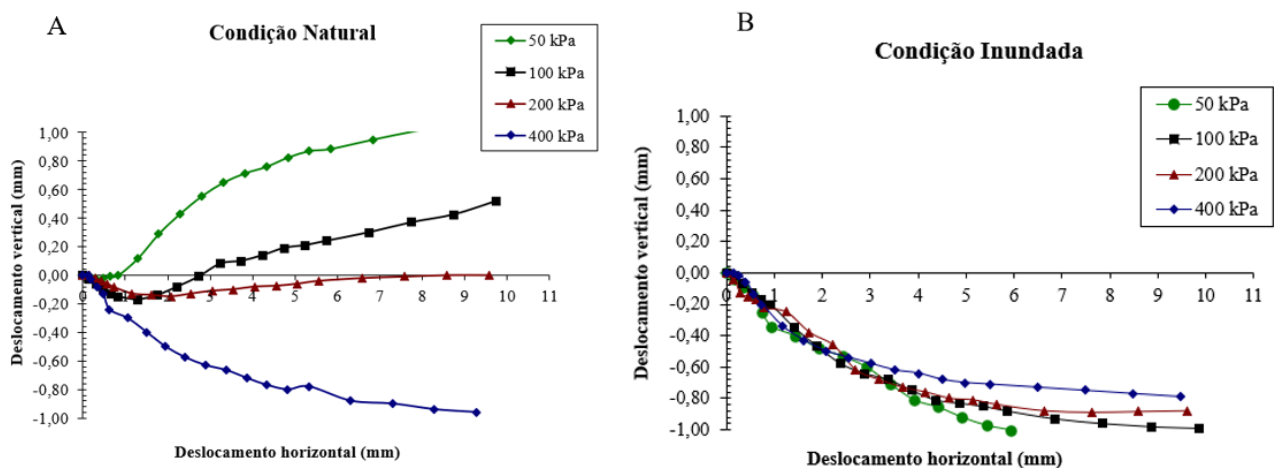 A
Condição Natural
50 kPa
100 kPa
200 kPa
400 kPa
Deslocamento vertical (mm)
1,00
0,80
0,60
0,40
0,20
0,00
-0,20
-0,40
-0,60
-0,80
-1,00
0 1 2 3 4 5 6 7 8 9 10 11
Deslocamento horizontal (mm)
B
Condição Inundada
50 kPa
100 kPa
200 kPa
400 kPa
Deslocamento vertical (mm)
1,00
0,80
0,60
0,40
0,20
0,00
-0,20
-0,40
-0,60
-0,80
-1,00
0 1 2 3 4 5 6 7 8 9 10 11
Deslocamento horizontal (mm)